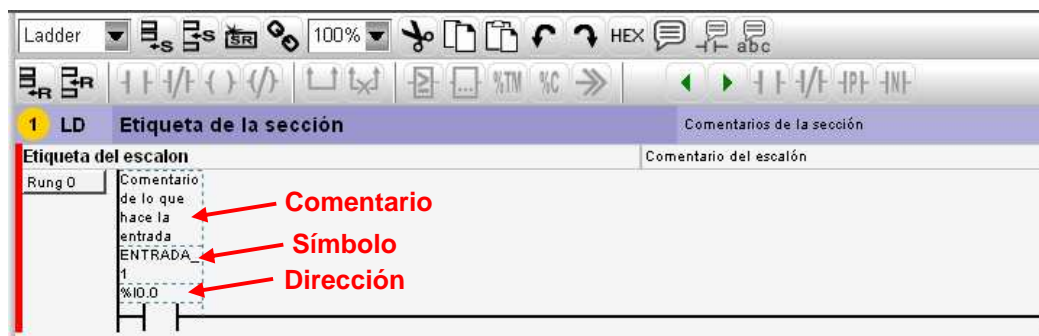 Ladder
+S
S
SR
100%
HEX
abc
+R
R
%TM %C P N
1 LD Etiqueta de la sección Comentarios de la sección
Etiqueta del escalon Comentario del escalón
Rung 0
Comentario
de lo que
hace la
entrada
ENTRADA_
1
%I0.0
Comentario
Símbolo
Dirección